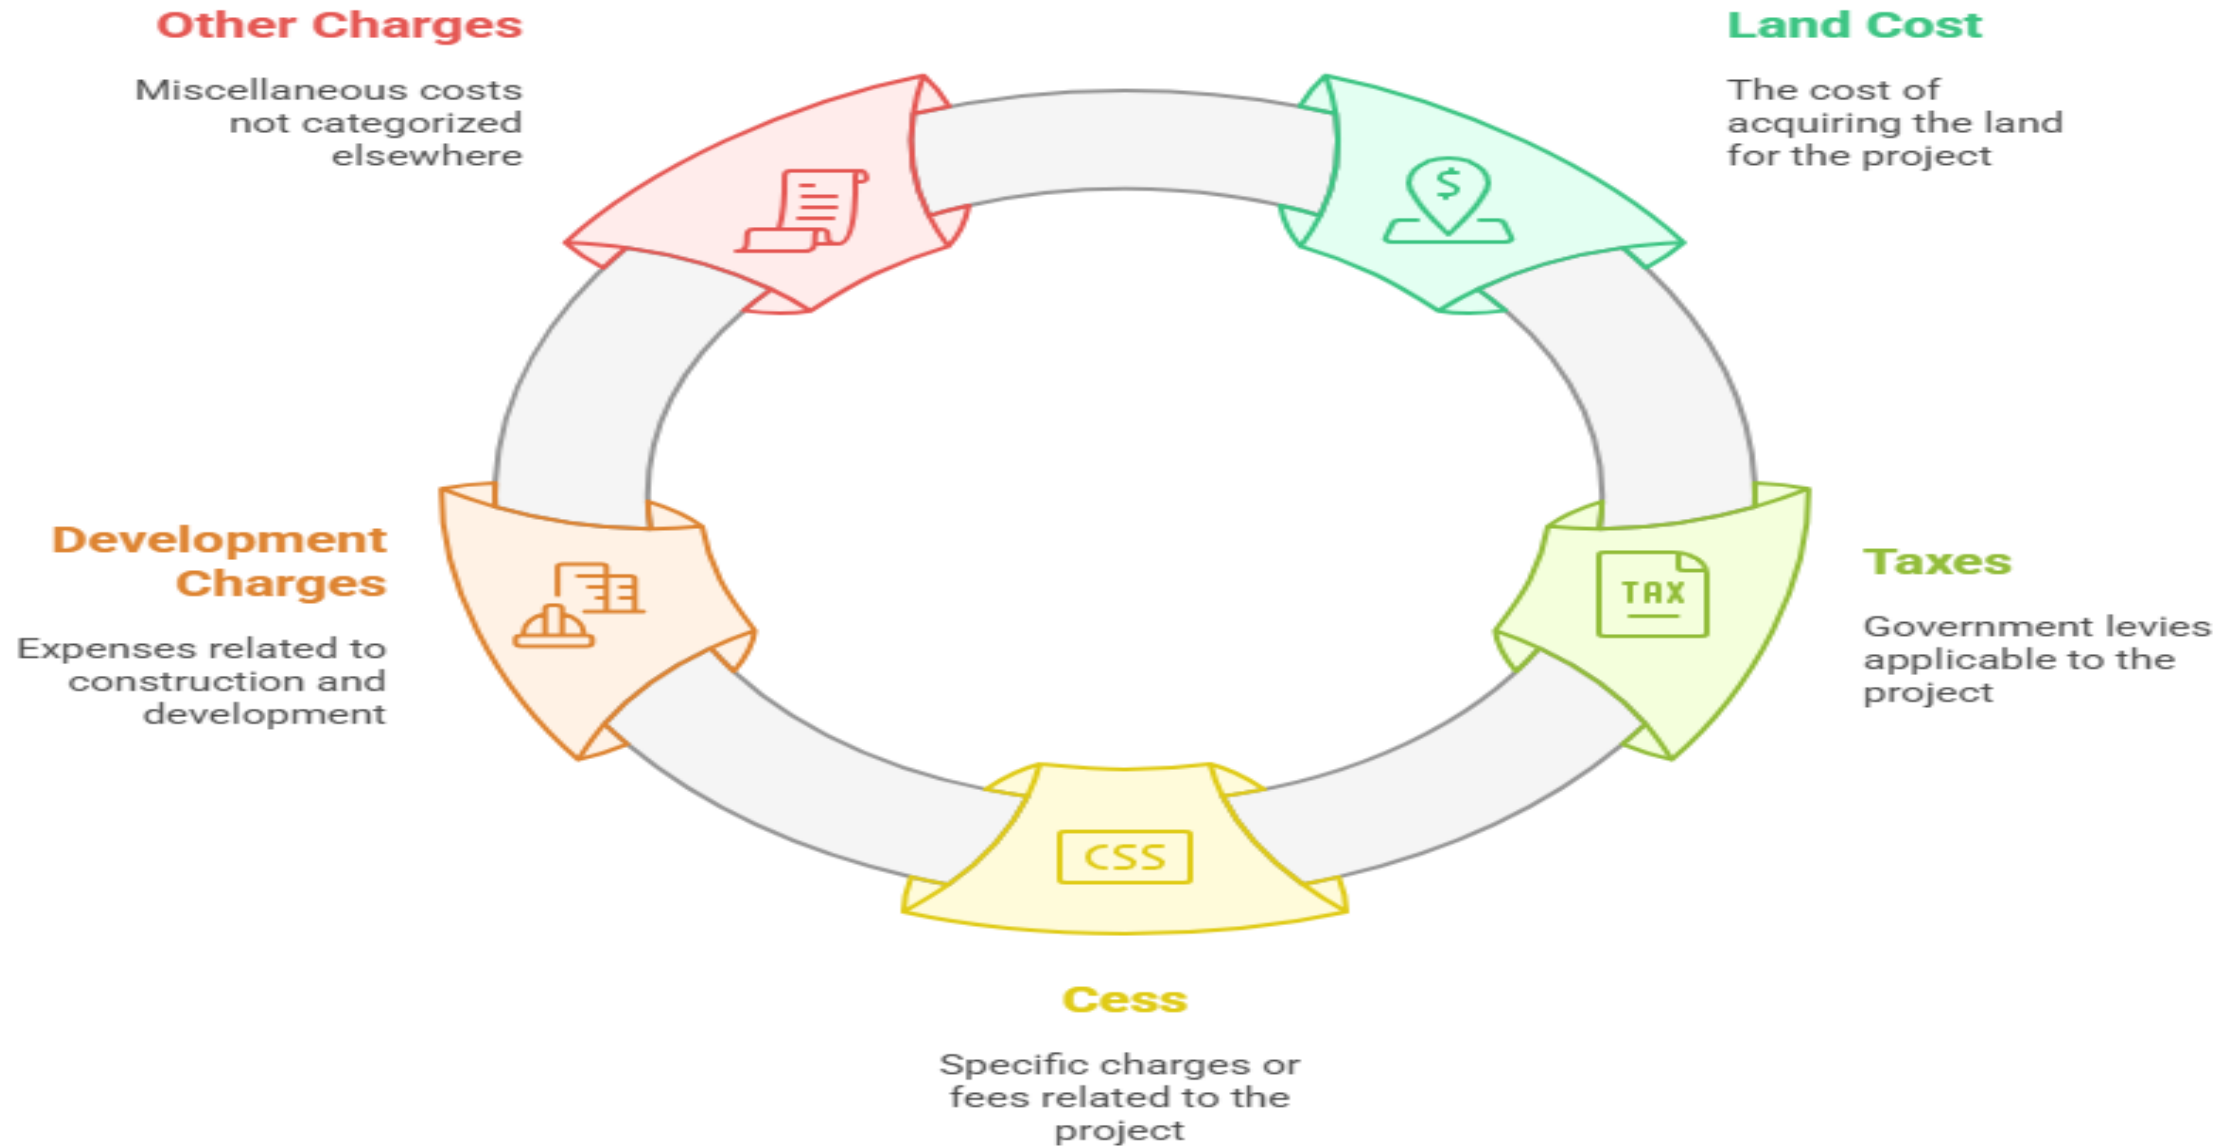 Other Charges
Miscellaneous costs
not categorized
elsewhere
Land Cost
The cost of
acquiring the land
for the project
Development
Charges
Expenses related to
construction and
development
TAX
Taxes
Government levies
applicable to the
project
CSS
Cess
Specific charges or
fees related to the
project
$